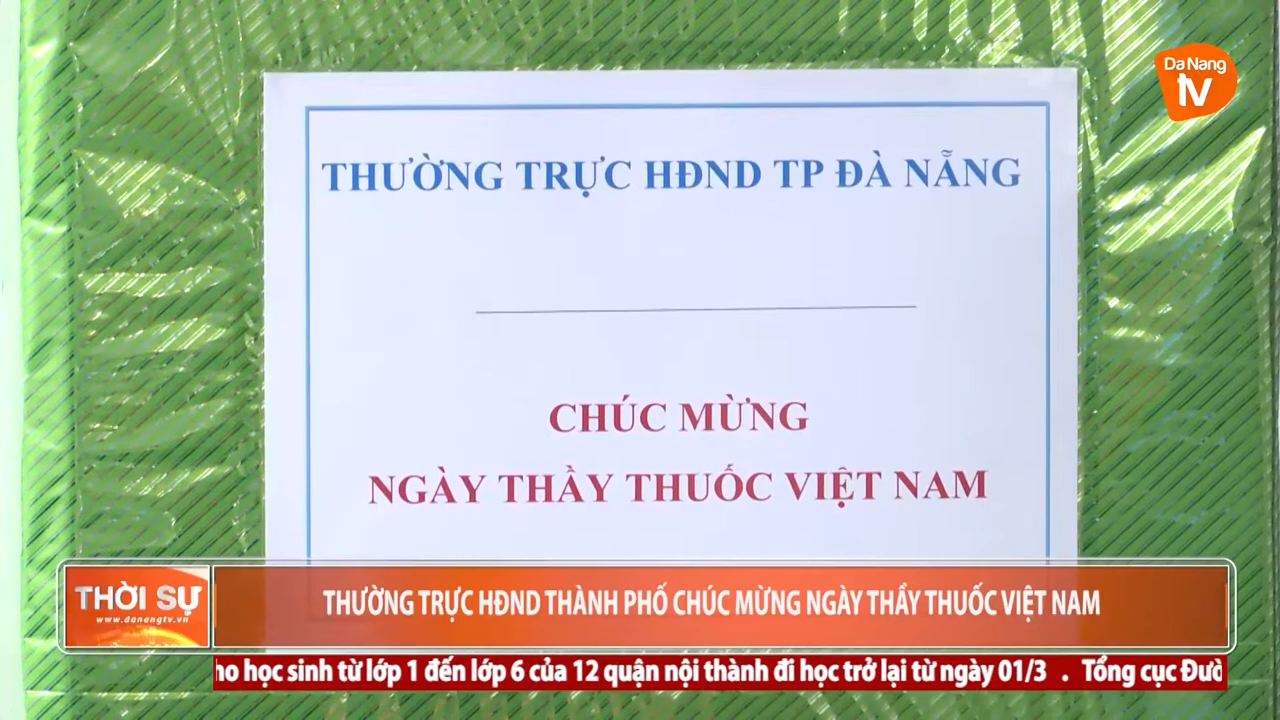 Da Nang
tv
THƯỜNG TRỰC HĐND TP ĐÀ NẴNG
CHÚC MỪNG
NGÀY THẦY THUỐC VIỆT NAM
THỜI SỰ
www.danangtv.vn
THƯỜNG TRỰC HĐND THÀNH PHỐ CHÚC MỪNG NGÀY THẦY THUỐC VIỆT NAM
học sinh từ lớp 1 đến lớp 6 của 12 quận nội thành đi học trở lại từ ngày 01/3 . Tổng cục